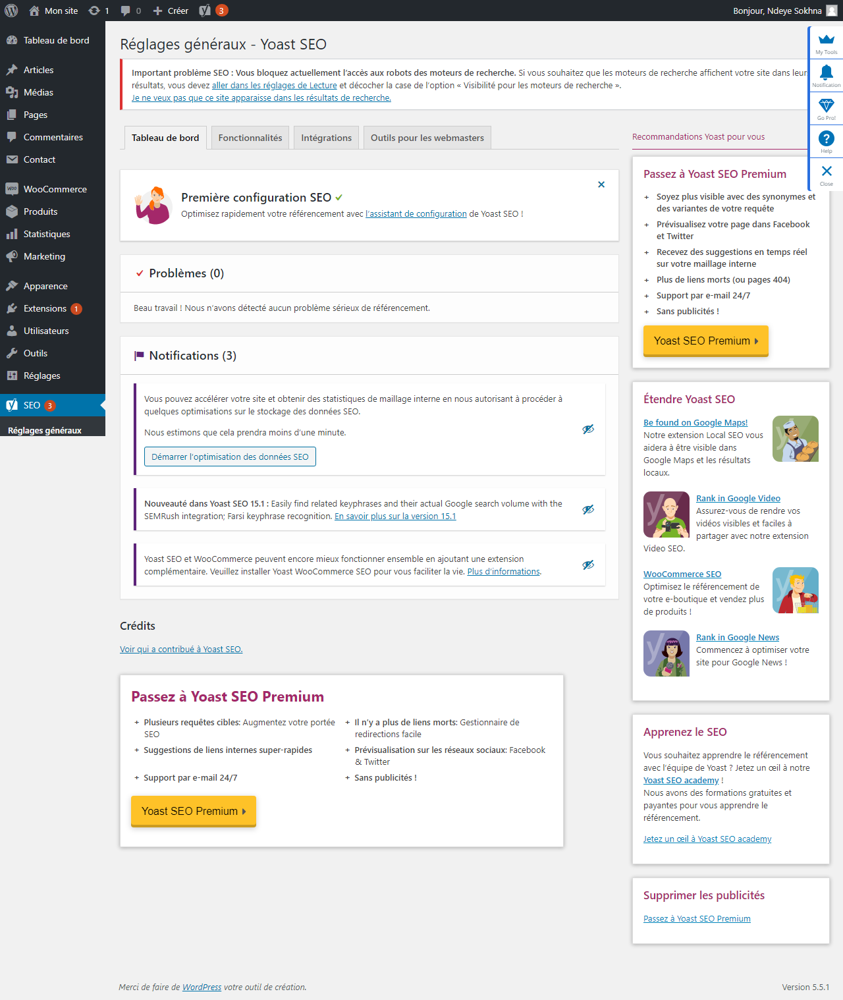 Mon site
1
0
Créer
3
Bonjour, Ndeye Sokhna
Tableau de bord
Articles
Médias
Pages
Commentaires
Contact
WooCommerce
Produits
Statistiques
Marketing
Apparence
Extensions 1
Utilisateurs
Outils
Réglages
SEO 3
Réglages généraux
Réglages généraux - Yoast SEO
Important problème SEO : Vous bloquez actuellement l’accès aux robots des moteurs de recherche. Si vous souhaitez que les moteurs de recherche affichent votre site dans leur
résultats, vous devez aller dans les réglages de Lecture et décocher la case de l’option « Visibilité pour les moteurs de recherche ».
Je ne veux pas que ce site apparaisse dans les résultats de recherche.
My Tools
Notification
Go Pro!
Help
Close
Tableau de bord
Fonctionnalités
Intégrations
Outils pour les webmasters
Première configuration SEO
Optimisez rapidement votre référencement avec l’assistant de configuration de Yoast SEO !
Problèmes (0)
Beau travail ! Nous n’avons détecté aucun problème sérieux de référencement.
Notifications (3)
Vous pouvez accélérer votre site et obtenir des statistiques de maillage interne en nous autorisant à procéder à
quelques optimisations sur le stockage des données SEO.
Nous estimons que cela prendra moins d’une minute.
Démarrer l’optimisation des données SEO
Nouveauté dans Yoast SEO 15.1 : Easily find related keyphrases and their actual Google search volume with the
SEMRush integration; Farsi keyphrase recognition. En savoir plus sur la version 15.1
Yoast SEO et WooCommerce peuvent encore mieux fonctionner ensemble en ajoutant une extension
complémentaire. Veuillez installer Yoast WooCommerce SEO pour vous faciliter la vie. Plus d’informations.
Crédits
Voir qui a contribué à Yoast SEO.
Passez à Yoast SEO Premium
+ Plusieurs requêtes cibles: Augmentez votre portée
SEO
+ Il n’y a plus de liens morts: Gestionnaire de
redirections facile
+ Suggestions de liens internes super-rapides
+ Prévisualisation sur les réseaux sociaux: Facebook
& Twitter
+ Support par e-mail 24/7
+ Sans publicités !
Yoast SEO Premium
Recommandations Yoast pour vous
Passez à Yoast SEO Premium
+ Soyez plus visible avec des synonymes et
des variantes de votre requête
+ Prévisualisez votre page dans Facebook
et Twitter
+ Recevez des suggestions en temps réel
sur votre maillage interne
+ Plus de liens morts (ou pages 404)
+ Support par e-mail 24/7
+ Sans publicités !
Yoast SEO Premium
Étendre Yoast SEO
Be found on Google Maps!
Notre extension Local SEO vous
aidera à être visible dans
Google Maps et les résultats
locaux.
Rank in Google Video
Assurez-vous de rendre vos
vidéos visibles et faciles à
partager avec notre extension
Video SEO.
WooCommerce SEO
Optimisez le référencement de
votre e-boutique et vendez plus
de produits !
Rank in Google News
Commencez à optimiser votre
site pour Google News !
Apprenez le SEO
Vous souhaitez apprendre le référencement
avec l’équipe de Yoast ? Jetez un œil à notre
Yoast SEO academy !
Nous avons des formations gratuites et
payantes pour vous apprendre le
référencement.
Jetez un œil à Yoast SEO academy
Supprimer les publicités
Passez à Yoast SEO Premium
Merci de faire de WordPress votre outil de création.
Version 5.5.1